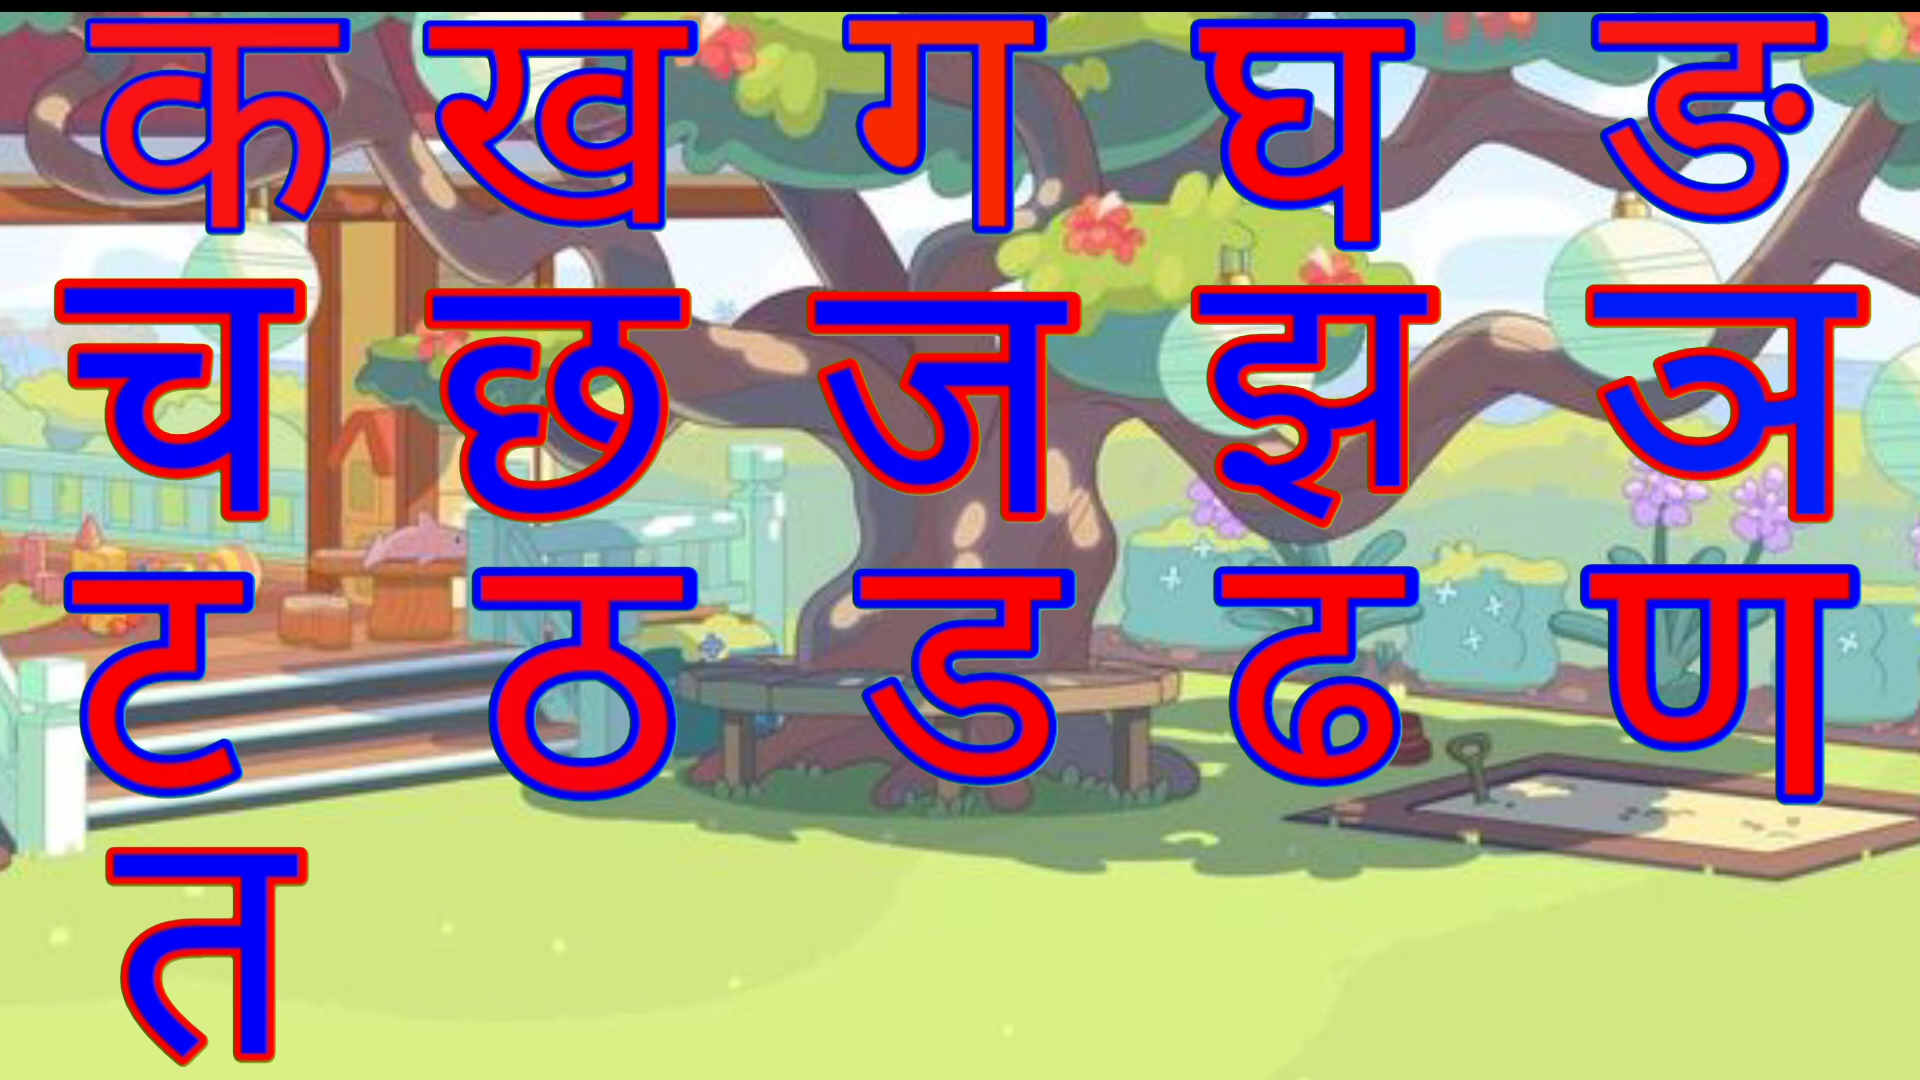 क ख ग घ ङ
च छ ज झ ञ
ट ठ ड ढ ण
त